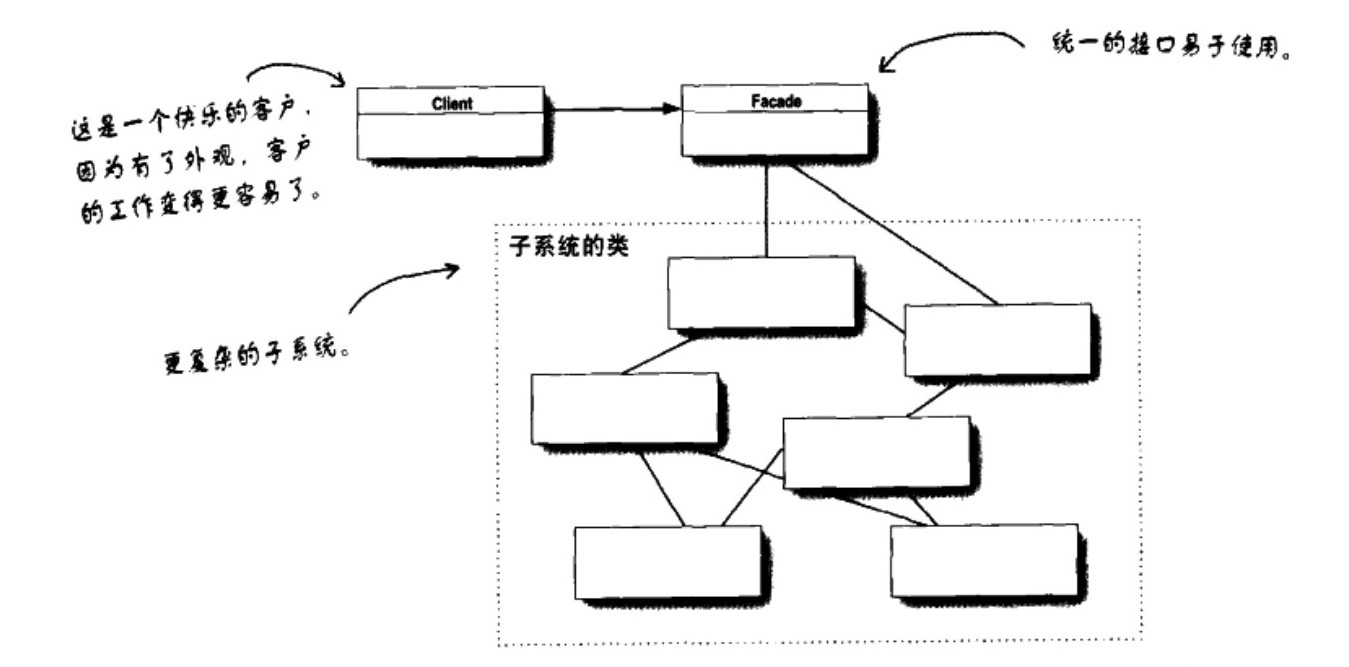 统一的接口易于使用。
Client
Facade
这是一个快乐的客户，
因为有了外观，客户
的工作变得更容易了。
子系统的类
更复杂的子系统。